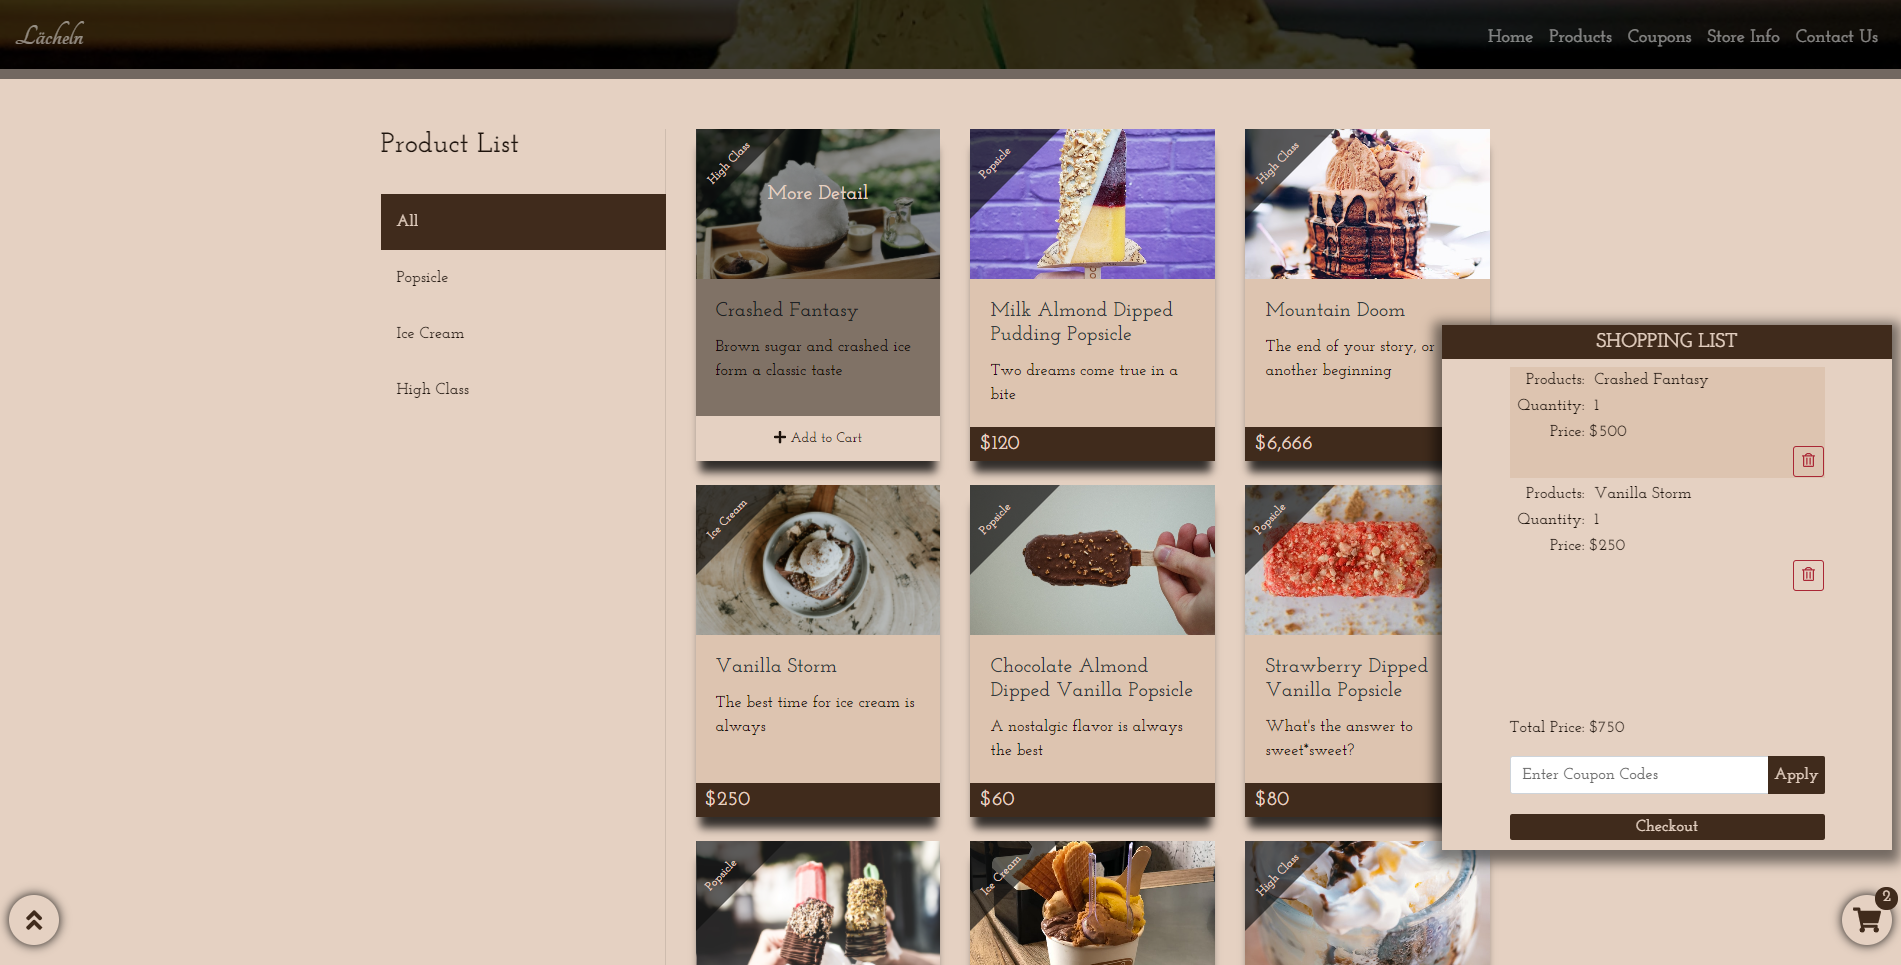 Lächeln
Home Products Coupons Store Info Contact Us
Product List
All
Popsicle
Ice Cream
High Class
High Class
More Detail
Crashed Fantasy
Brown sugar and crashed ice
form a classic taste
Add to Cart
Popsicle
Milk Almond Dipped
Pudding Popsicle
Two dreams come true in a
bite
$120
High Class
Mountain Doom
The end of your story, or
another beginning
$6,666
Ice Cream
Vanilla Storm
The best time for ice cream is
always
$250
Popsicle
Chocolate Almond
Dipped Vanilla Popsicle
A nostalgic flavor is always
the best
$60
Popsicle
Strawberry Dipped
Vanilla Popsicle
What's the answer to
sweet*sweet?
$80
Popsicle
Ice Cream
High Class
SHOPPING LIST
Products: Crashed Fantasy
Quantity: 1
Price: $500
Products: Vanilla Storm
Quantity: 1
Price: $250
Total Price: $750
Enter Coupon Codes Apply
Checkout
2